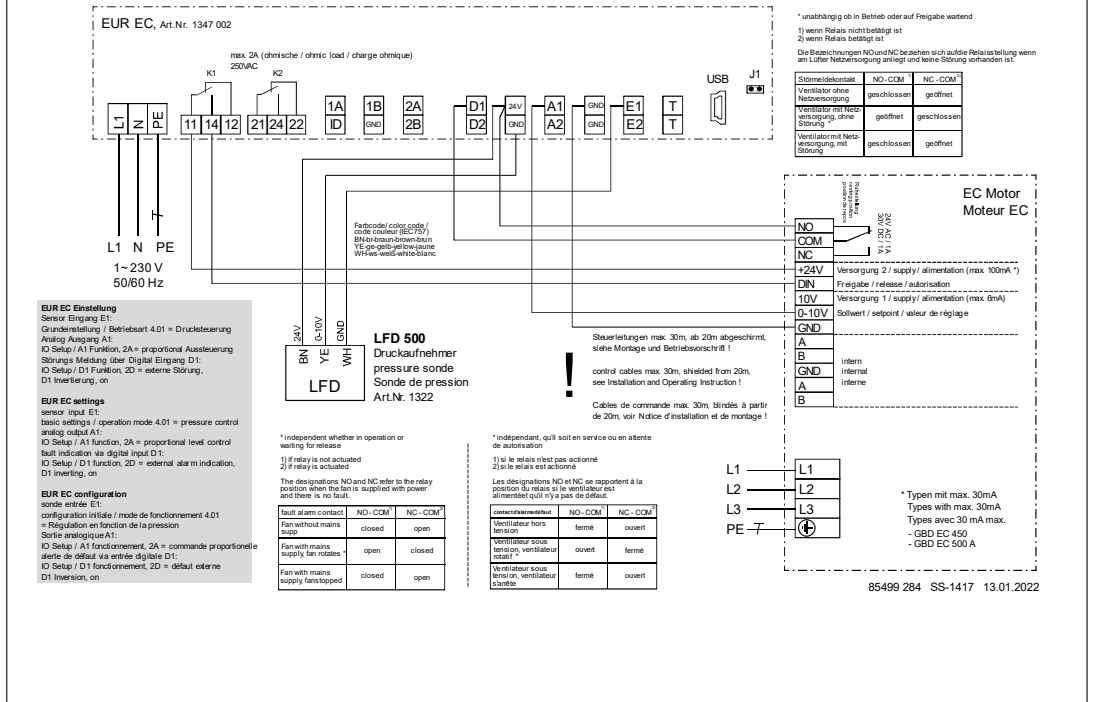 EUR EC, Art.Nr. 1347 002
max. 2A (ohmische / ohmic load / charge ohmique)
250VAC
K1
K2
USB
J1
L1 N PE
11 14 12
21 24 22
1A
ID
1B
GND
2A
2B
D1
D2
24V
GND
A1
A2
GND
GND
E1
E2
T
T
L1 N PE
1~ 230 V
50/60 Hz
Farbcode/ color code /
code couleur (IEC757)
BN-br-braun-brown-brun
YE-ge-gelb-yellow-jaune
WH-ws-weiß-white-blanc
24V
0-10V
GND
BN
YE
WH
LFD
LFD 500
Druckaufnehmer
pressure sonde
Sonde de pression
Art.Nr. 1322
* unabhängig ob in Betrieb oder auf Freigabe wartend
1) wenn Relais nicht betätigt ist
2) wenn Relais betätigt ist
Die Bezeichnungen NO und NC beziehen sich auf die Relaisstellung wenn
am Lüfter Netzversorgung anliegt und keine Störung vorhanden ist.
Störmeldekontakt NO - COM 1) NC - COM 2)
Ventilator ohne
Netzversorgung
geschlossen geöffnet
Ventilator mit Netz-
versorgung, ohne
Störung *
geöffnet geschlossen
Ventilator mit Netz-
versorgung, mit
Störung
geschlossen geöffnet
EC Motor
Moteur EC
Ruhestellung
resting position
position de repos
24V AC / 1A
30V DC / 1A
NO
COM
NC
+24V Versorgung 2 / supply / alimentation (max. 100mA *)
DIN Freigabe / release / autorisation
10V Versorgung 1 / supply / alimentation (max 6mA)
0-10V Sollwert / setpoint / valeur de réglage
GND
A
B
GND
A
B
intern
internal
interne
L1 L1
L2 L2
L3 L3
PE
* Typen mit max. 30mA
Types with max. 30mA
Types avec 30 mA max.
- GBD EC 450
- GBD EC 500 A
EUR EC Einstellung
Sensor Eingang E1:
Grundeinstellung / Betriebsart 4.01 = Drucksteuerung
Analog Ausgang A1:
IO Setup / A1 Funktion, 2A = proportional Aussteuerung
Störungs Meldung über Digital Eingang D1:
IO Setup / D1 Funktion, 2D = externe Störung,
D1 Invertierung, on
EUR EC settings
sensor input E1:
basic settings / operation mode 4.01 = pressure control
analog output A1:
IO Setup / A1 function, 2A = proportional level control
fault indication via digital input D1:
IO Setup / D1 function, 2D = external alarm indication,
D1 inverting, on
EUR EC configuration
sonde entrée E1:
configuration initiale / mode de fonctionnement 4.01
= Régulation en fonction de la pression
Sortie analogique A1:
IO Setup / A1 fonctionnement, 2A = commande proportionelle
alerte de défaut via entrée digitale D1:
IO Setup / D1 fonctionnement, 2D = défaut externe
D1 Inversion, on
!
Steuerleitungen max. 30m, ab 20m abgeschirmt,
siehe Montage und Betriebsvorschrift !
control cables max. 30m, shielded from 20m,
see Installation and Operating Instruction !
Cables de commande max. 30m, blindés à partir
de 20m, voir Notice d'installation et de montage !
* independent whether in operation or
waiting for release
1) if relay is not actuated
2) if relay is actuated
The designations NO and NC refer to the relay
position when the fan is supplied with power
and there is no fault.
fault alarm contact NO - COM 1) NC - COM 2)
Fan without mains
supp
closed open
Fan with mains
supply, fan rotates *
open closed
Fan with mains
supply, fan stopped
closed open
* indépendant, qu'il soit en service ou en attente
de autorisation
1) si le relais n'est pas actionné
2) si le relais est actionné
Les désignations NO et NC se rapportent à la
position du relais si le ventilateur est
alimentéet qu'il n'y a pas de défaut.
contact d'alarme défaut NO - COM 1) NC - COM 2)
Ventilateur hors
tension
fermé ouvert
Ventilateur sous
tension, ventilateur
rotatif *
ouvert fermé
Ventilateur sous
tension, ventilateur
s'arrête
fermé ouvert
85499 284 SS-1417 13.01.2022